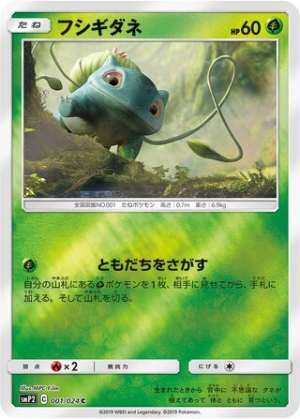 たね フシギダネ HP60
全国図鑑NO.001 たねポケモン 高さ：0.7m 重さ：6.9kg
ともだちをさがす
自分の山札にあるポケモンを1枚、相手に見せてから、手札に
加える。そして山札を切る。
弱点 ×2 抵抗力 にげる
Illus. MPC Film
smP2 C 001/024 C
生まれたときから 背中に 不思議な
タネが 植えてあって 体と ともに
育つという。
©2019 WBEI and Legendary. ©2019 Pokémon.